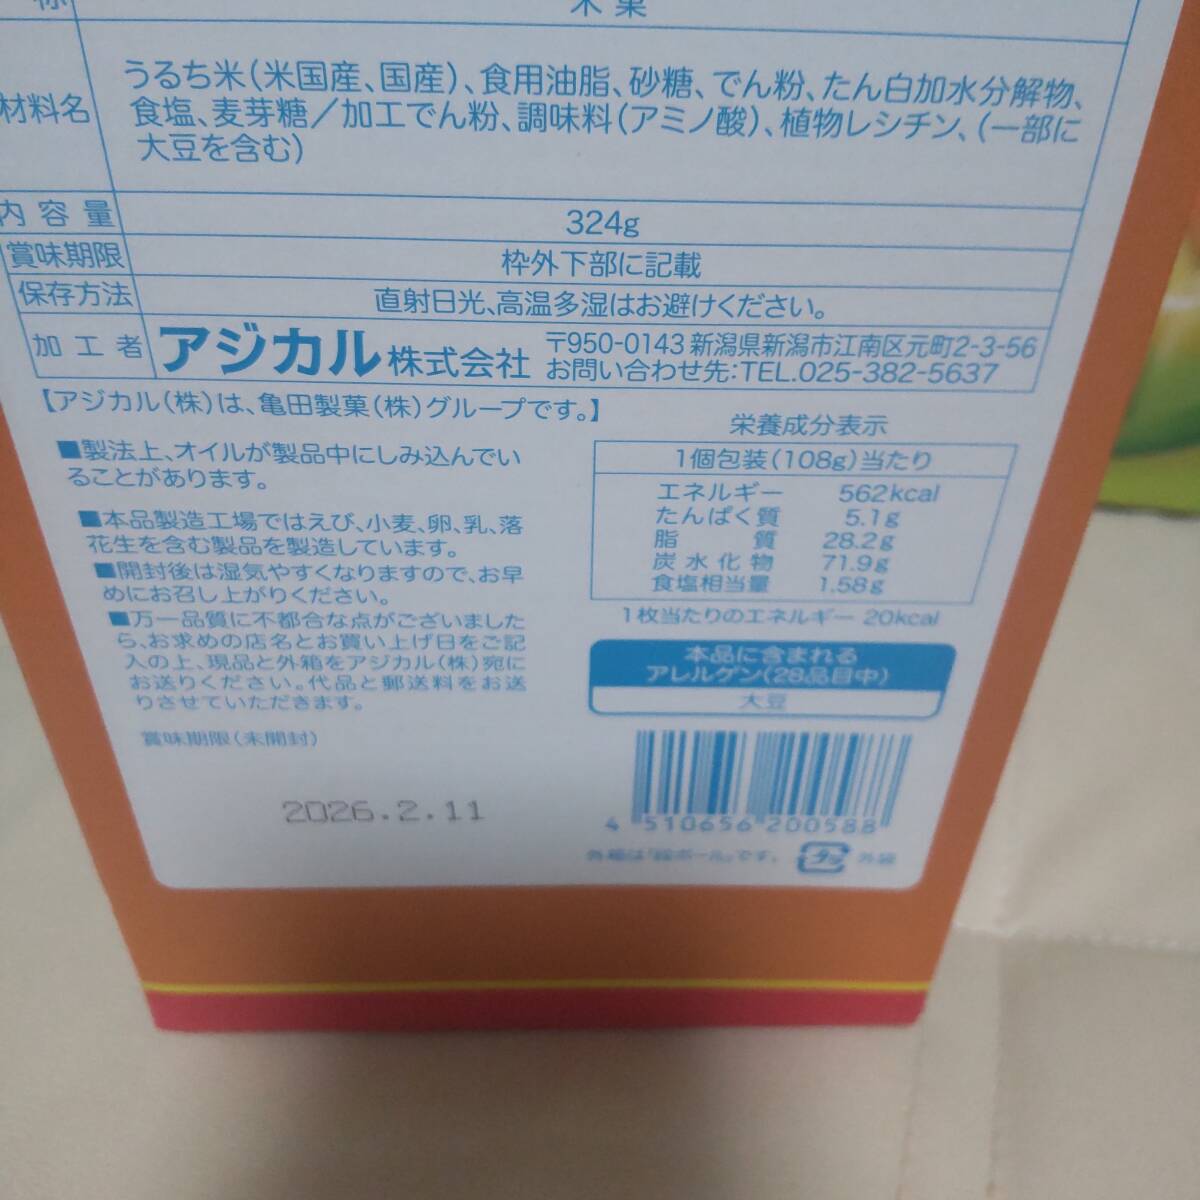 称
米菓
材料名
うるち米(米国産、国産)、食用油脂、砂糖、でん粉、たん白加水分解物、
食塩、麦芽糖／加工でん粉、調味料(アミノ酸)、植物レシチン、(一部に
大豆を含む)
内容量
324g
賞味期限
枠外下部に記載
保存方法
直射日光、高温多湿はお避けください。
加工者
アジカル株式会社
〒950-0143 新潟県新潟市江南区元町2-3-56
お問い合わせ先:TEL.025-382-5637
【アジカル(株)は、亀田製菓(株)グループです。】
■製法上、オイルが製品中にしみ込んでい
ることがあります。
■本品製造工場ではえび、小麦、卵、乳、落
花生を含む製品を製造しています。
■開封後は湿気やすくなりますので、お早
めにお召し上がりください。
■万一品質に不都合な点がございました
ら、お求めの店名とお買い上げ日をご記
入の上、現品と外箱をアジカル(株)宛に
お送りください。代品と郵送料をお送
りさせていただきます。
賞味期限(未開封)
2026.2.11
栄養成分表示
1個包装(108g)当たり
エネルギー 562kcal
たんぱく質 5.1g
脂質 28.2g
炭水化物 71.9g
食塩相当量 1.58g
1枚当たりのエネルギー 20kcal
本品に含まれる
アレルゲン(28品目中)
大豆
4 510656 200588
外箱は「段ボール」です。 プラ 外袋